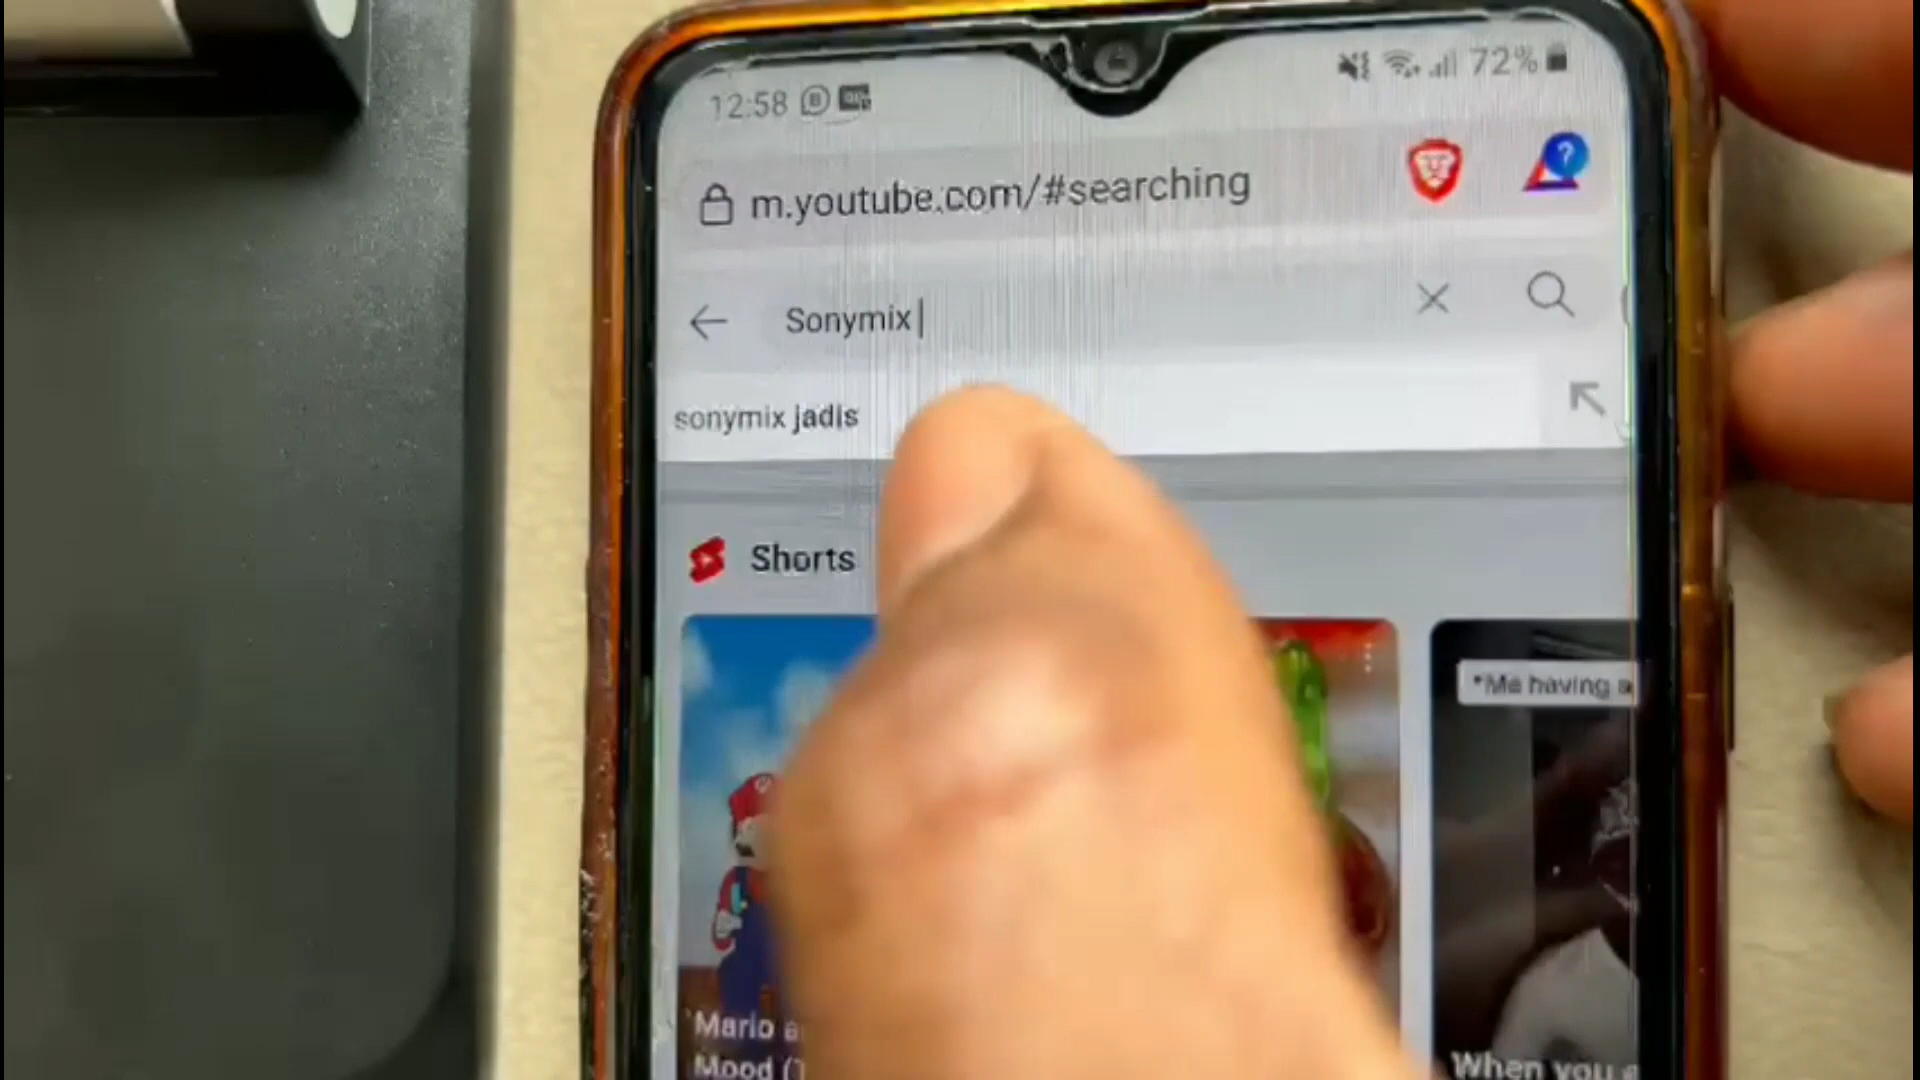 12:58
72%
m.youtube.com/#searching
?
Sonymix
sonymix jadis
Shorts
*Me having
Mario
Mood
When you